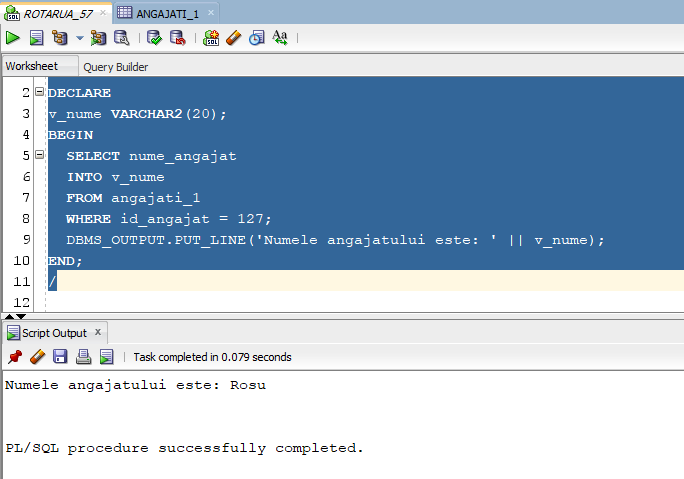 ROTARUA_57 ANGAJATI_1
Worksheet Query Builder
2 DECLARE
3 v_nume VARCHAR2(20);
4 BEGIN
5 SELECT nume_angajat
6 INTO v_nume
7 FROM angajati_1
8 WHERE id_angajat = 127;
9 DBMS_OUTPUT.PUT_LINE('Numele angajatului este: ' || v_nume);
10 END;
11 /
12
Script Output x
Task completed in 0.079 seconds
Numele angajatului este: Rosu
PL/SQL procedure successfully completed.